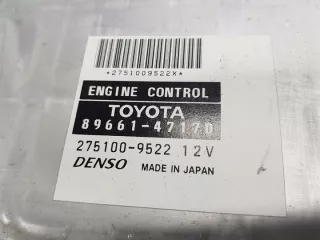 *2751009522X*
ENGINE CONTROL
TOYOTA
89661-47170
275100-9522 12V
DENSO MADE IN JAPAN